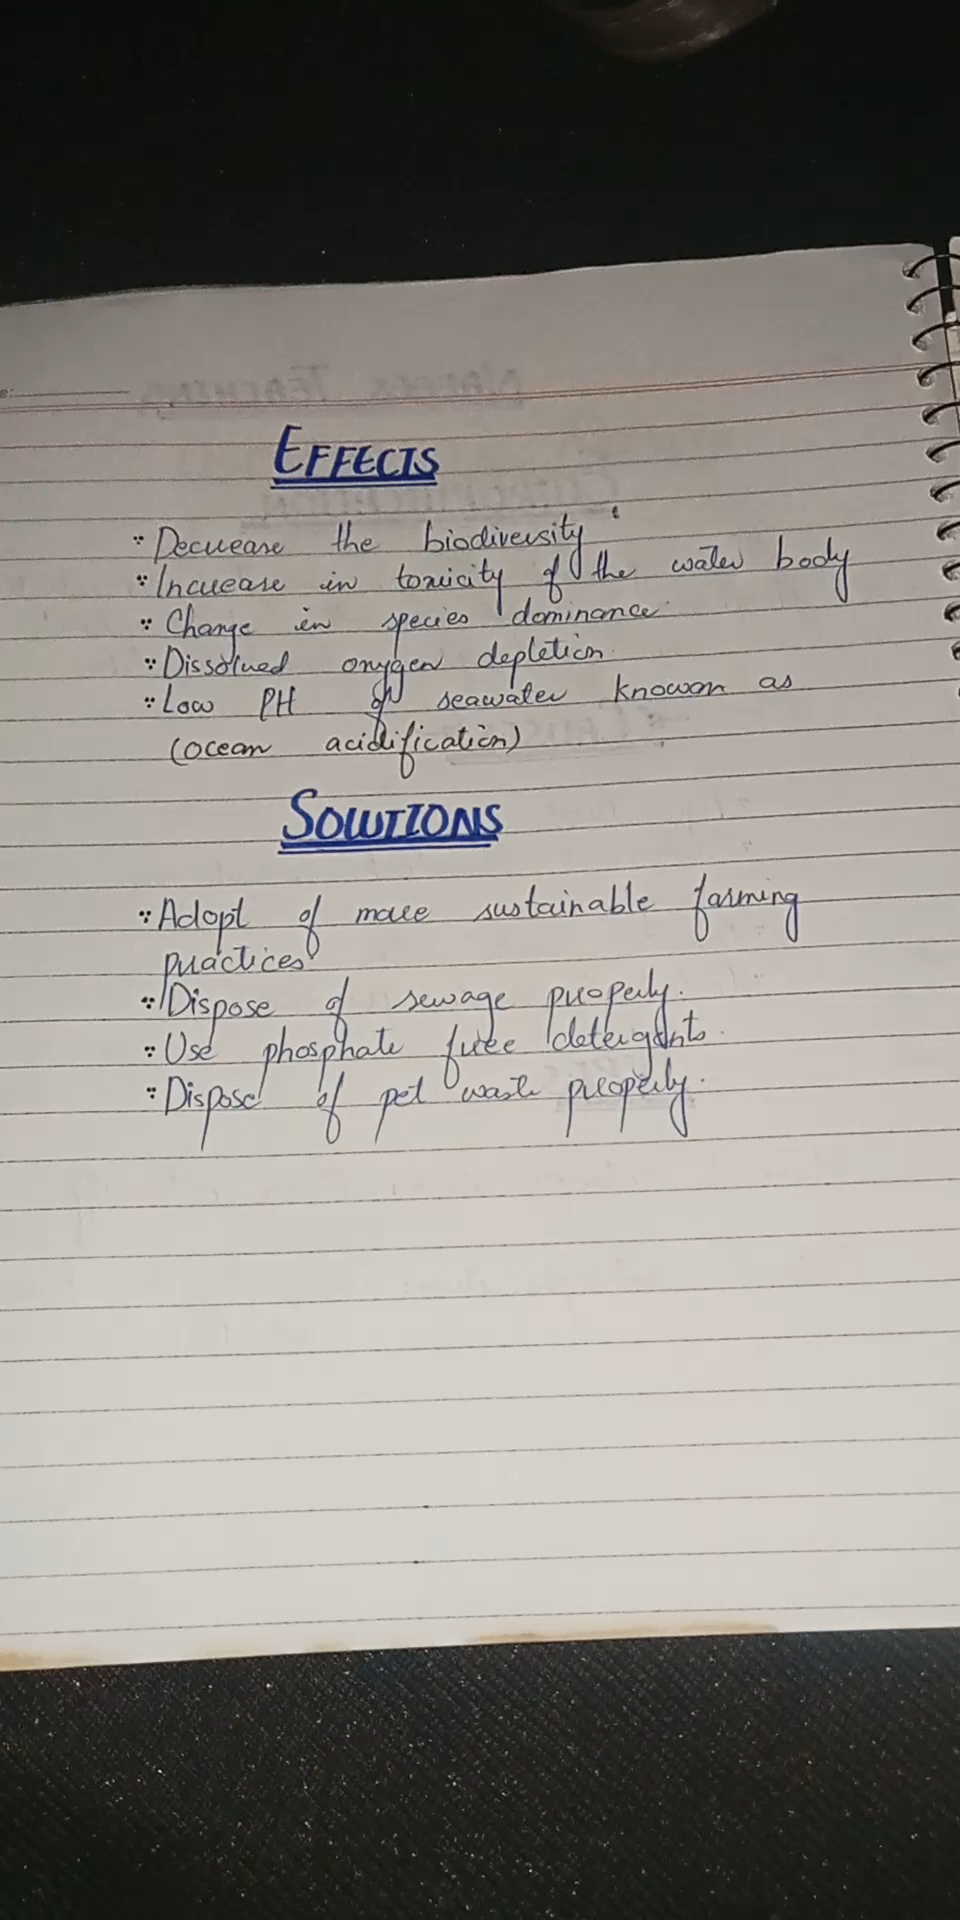 EFFECTS
Decrease the biodiversity
Increase in toxicity of the water body
Change in species dominance.
Dissolved oxygen depletion.
Low PH of seawater knowon as
(ocean acidification)
SOLUTIONS
Adopt of more sustainable farming
practices
Dispose of sewage properly.
Use phosphate free detergants.
Dispose of pet waste properly.